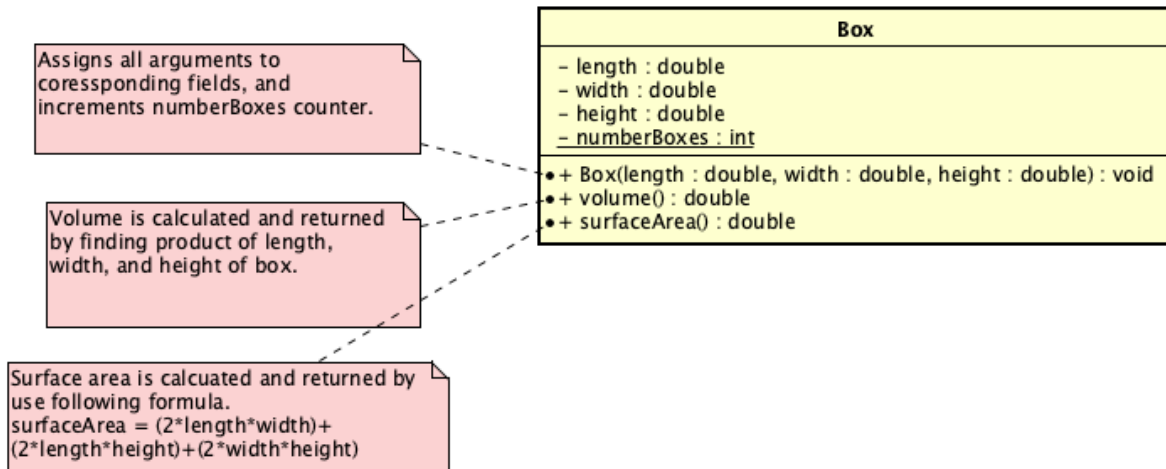 Box
- length : double
- width : double
- height : double
- numberBoxes : int
+ Box(length : double, width : double, height : double) : void
+ volume() : double
+ surfaceArea() : double
Assigns all arguments to
coressponding fields, and
increments numberBoxes counter.
Volume is calculated and returned
by finding product of length,
width, and height of box.
Surface area is calcuated and returned by
use following formula.
surfaceArea = (2*length*width)+
(2*length*height)+(2*width*height)